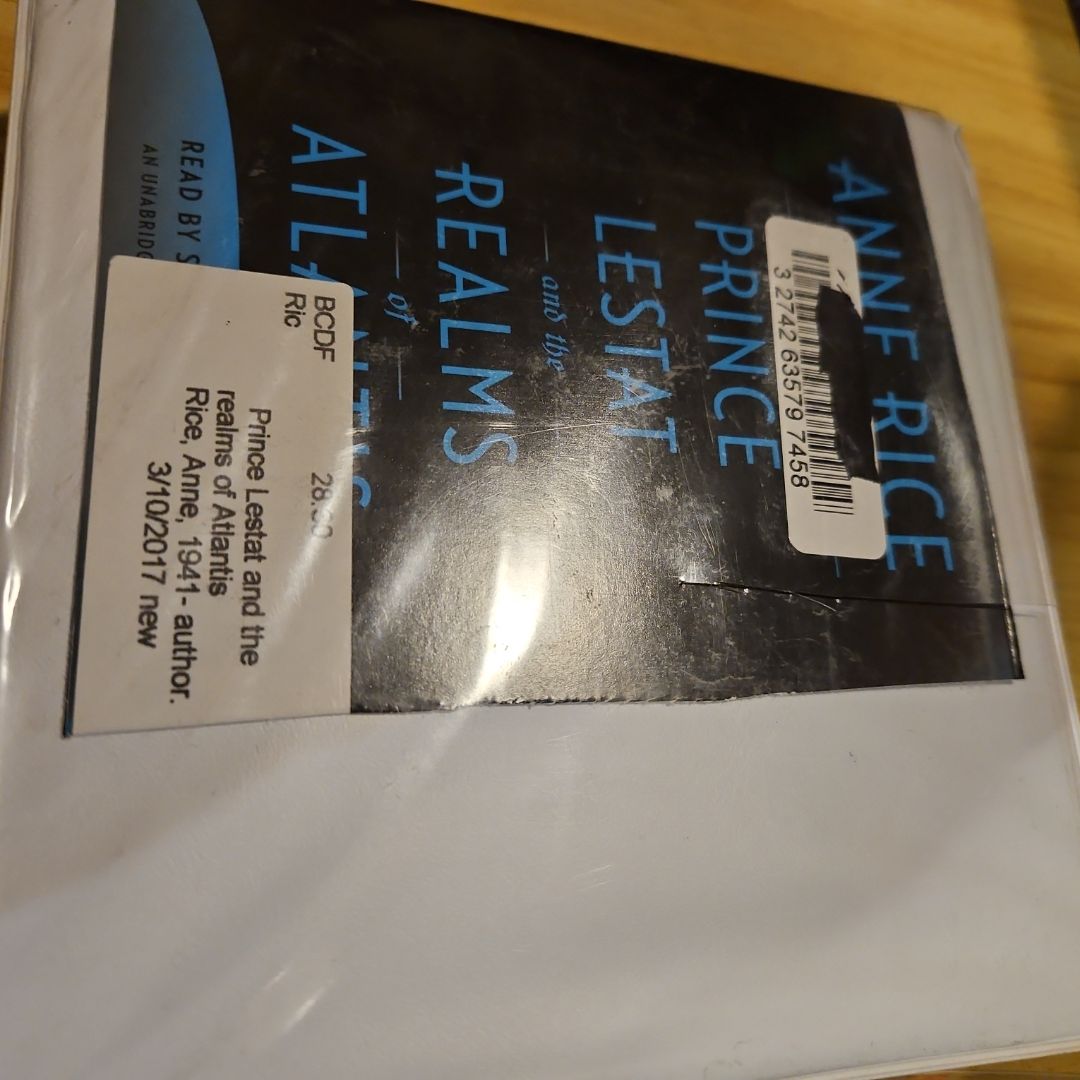 ANNE RICE
3 2742 63579 7458
PRINCE
LESTAT
and the
REALMS
of
ATLANTIS
READ BY S
AN UNABRIDG
BCDF
Ric
Prince Lestat and the
realms of Atlantis
Rice, Anne, 1941- author.
3/10/2017 new